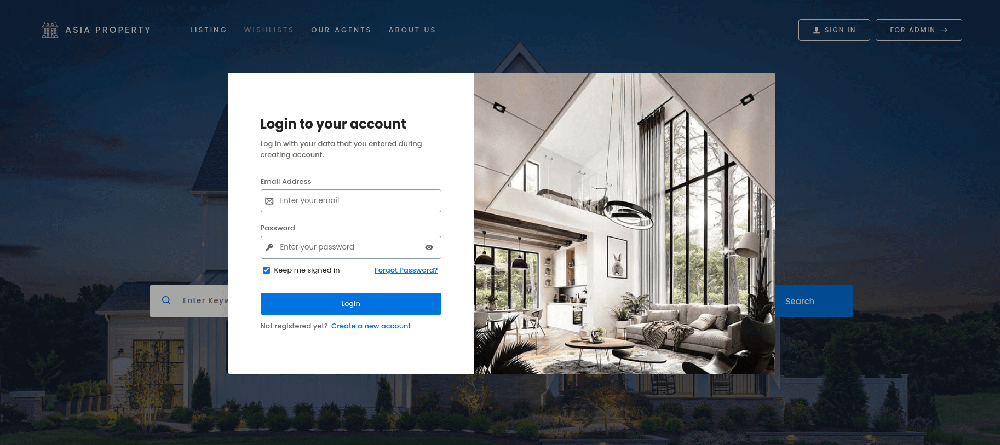 ASIA PROPERTY
LISTING
WISHLISTS
OUR AGENTS
ABOUT US
SIGN IN
FOR ADMIN →
Login to your account
Log in with your data that you entered during
creating account.
Email Address
Enter your email
Password
Enter your password
Keep me signed in
Forget Password?
Login
Not registered yet? Create a new account
Enter Keyw
Search